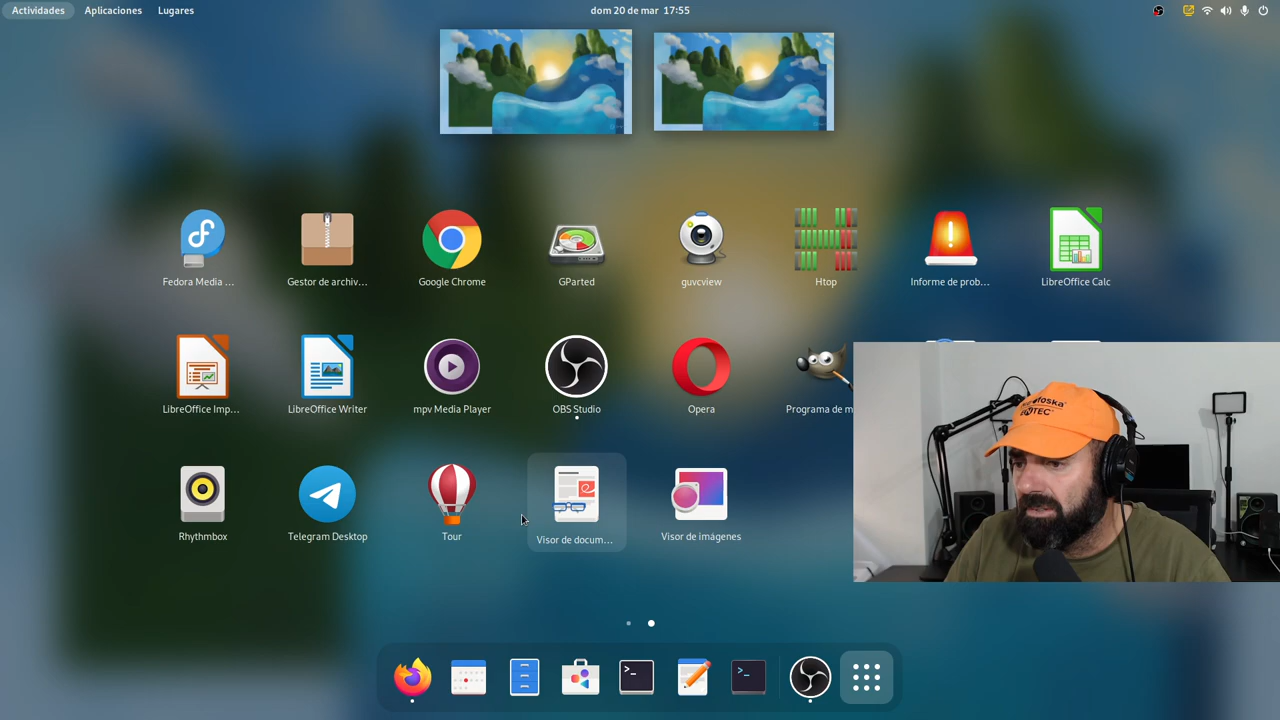 Actividades Aplicaciones Lugares dom 20 de mar 17:55
Fedora Media ... Gestor de archiv... Google Chrome GParted guvcview Htop Informe de prob... LibreOffice Calc
LibreOffice Imp... LibreOffice Writer mpv Media Player OBS Studio Opera Programa de m
Rhythmbox Telegram Desktop Tour Visor de docum... Visor de imágenes